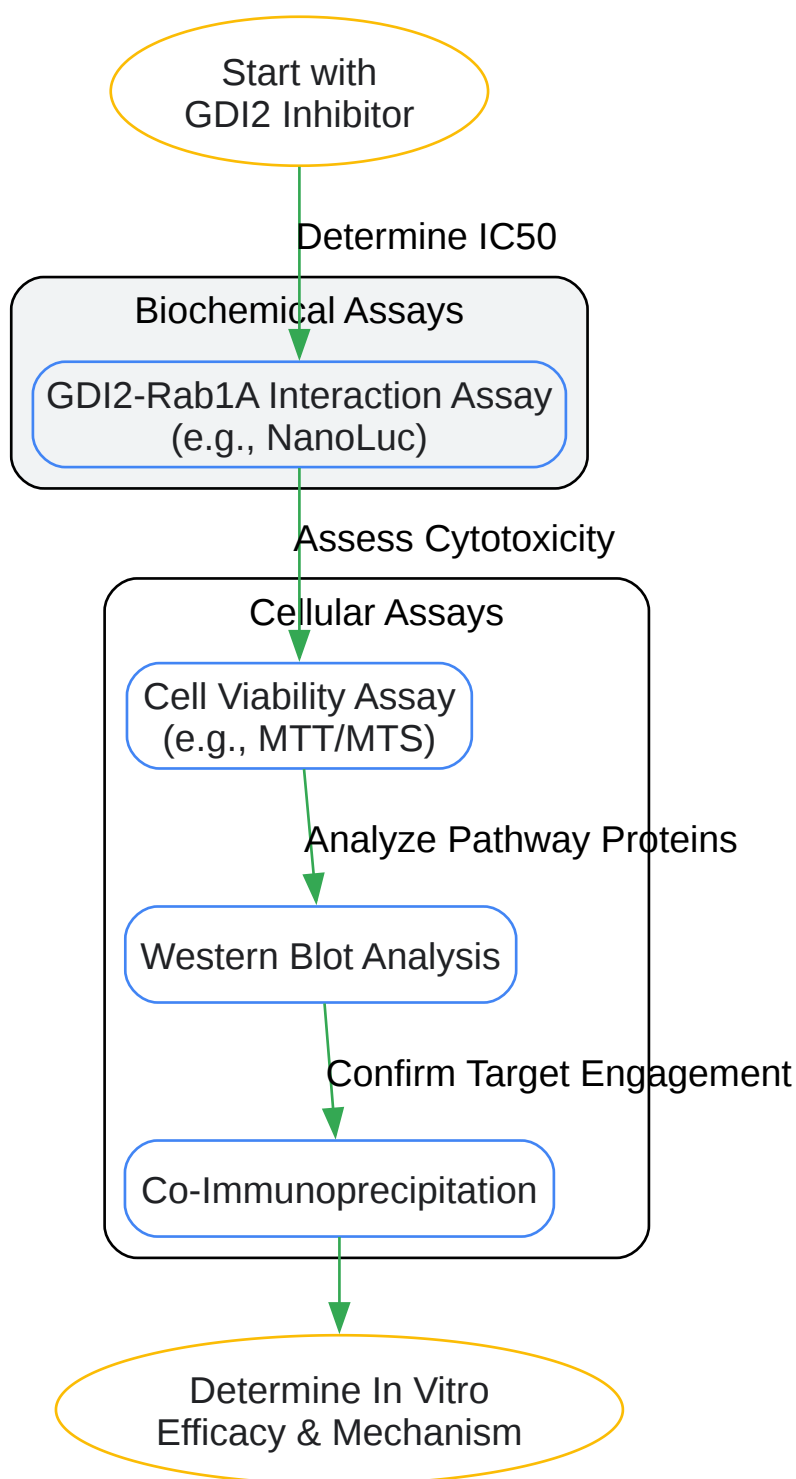 Start with
GDI2 Inhibitor
Determine IC50
Biochemical Assays
GDI2-Rab1A Interaction Assay
(e.g., NanoLuc)
Assess Cytotoxicity
Cellular Assays
Cell Viability Assay
(e.g., MTT/MTS)
Analyze Pathway Proteins
Western Blot Analysis
Confirm Target Engagement
Co-Immunoprecipitation
Determine In Vitro
Efficacy & Mechanism